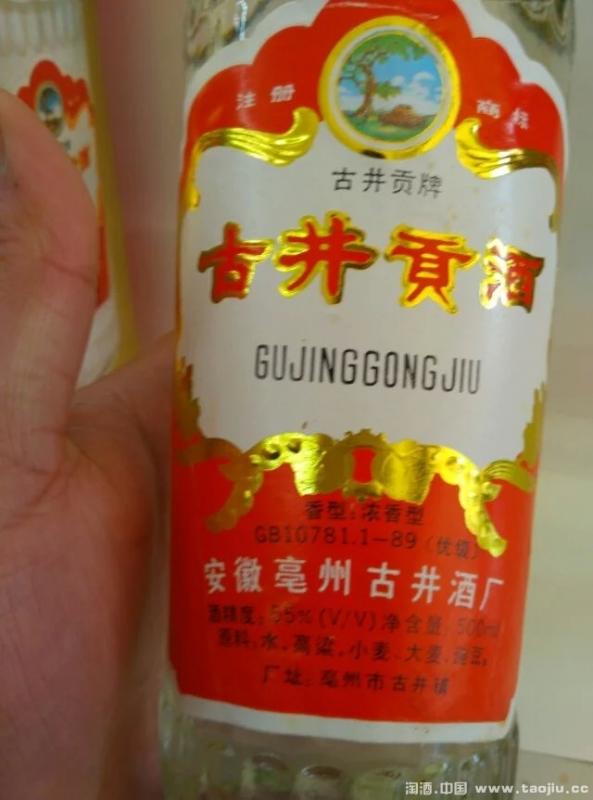 注册 商标
古井贡牌
古井贡酒
GUJINGGONGJIU
香型:浓香型
GB10781.1-89(优级)
安徽亳州古井酒厂
酒精度:55%(V/V)净含量:500ml
原料:水、高粱、小麦、大麦、豌豆。
厂址:亳州市古井镇
淘酒.中国 www.taojiu.cc